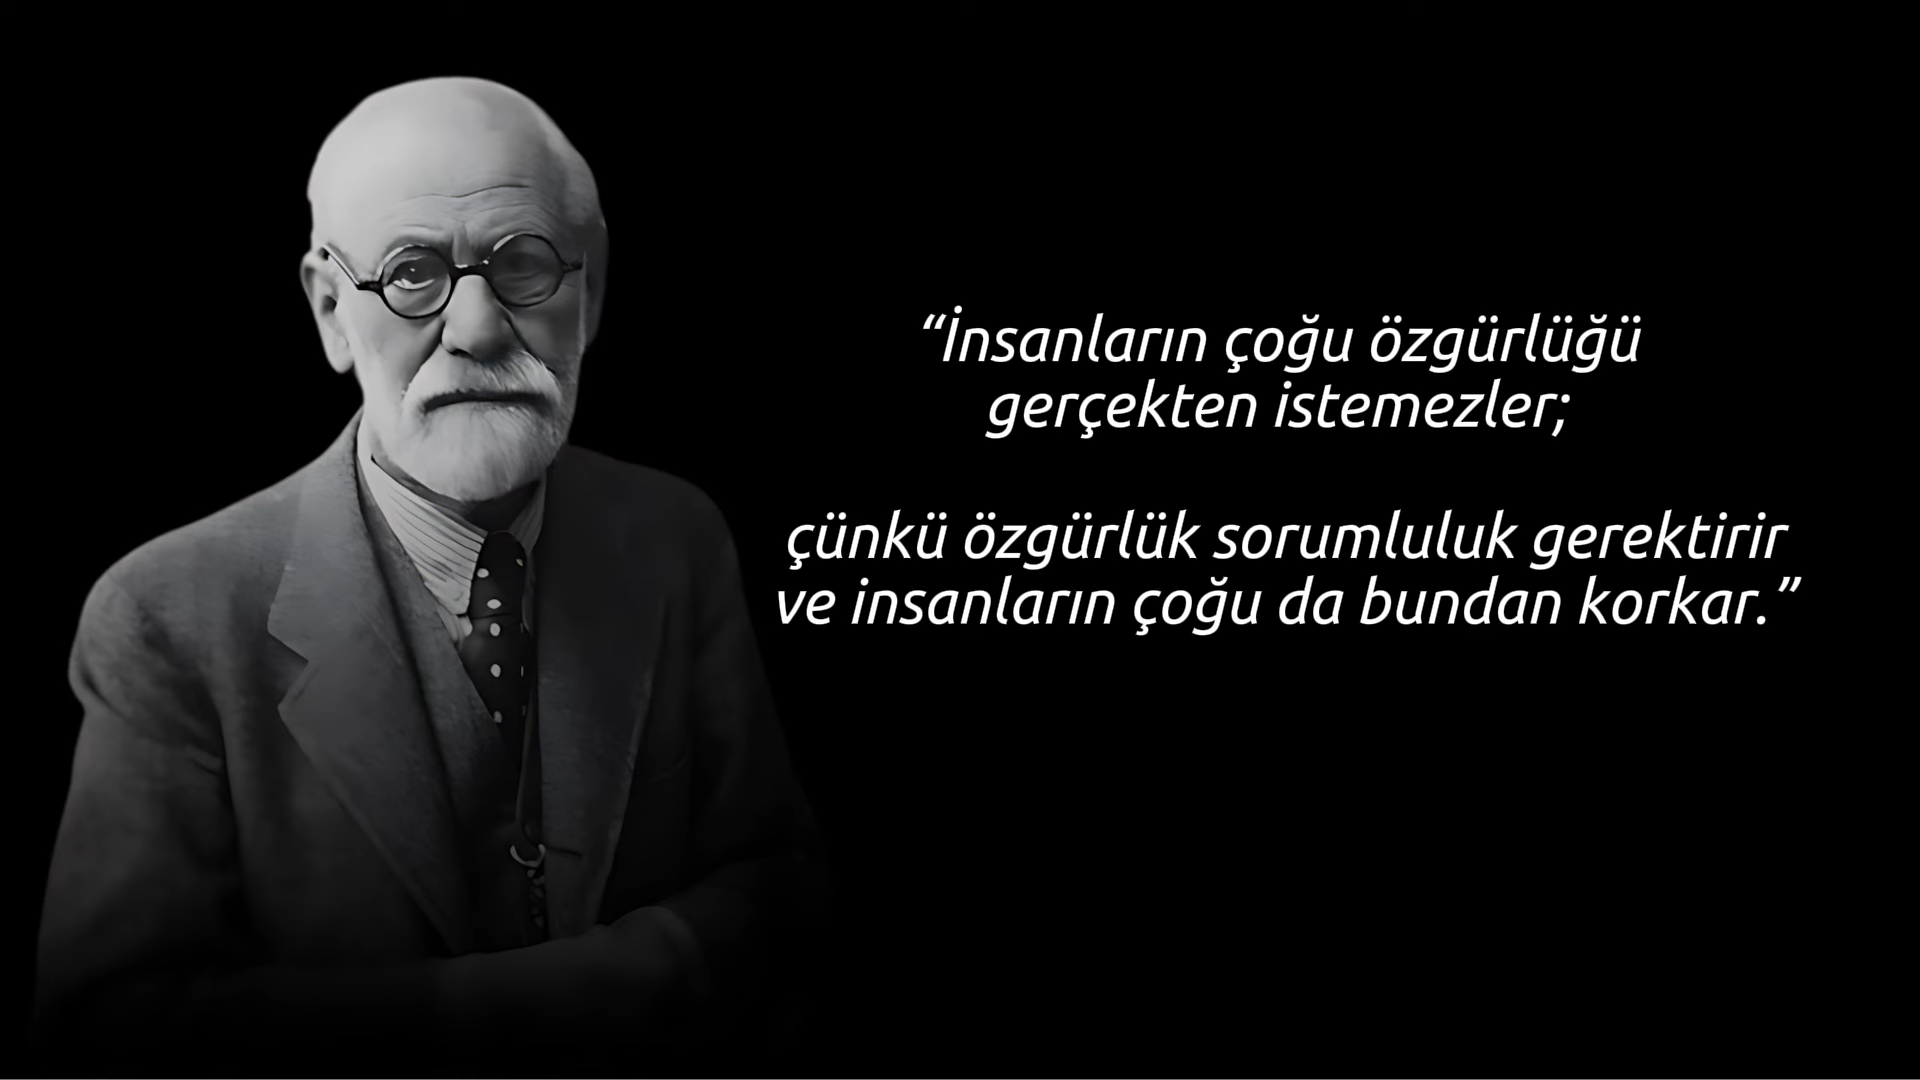 “İnsanların çoğu özgürlüğü
gerçekten istemezler;
çünkü özgürlük sorumluluk gerektirir
ve insanların çoğu da bundan korkar.”